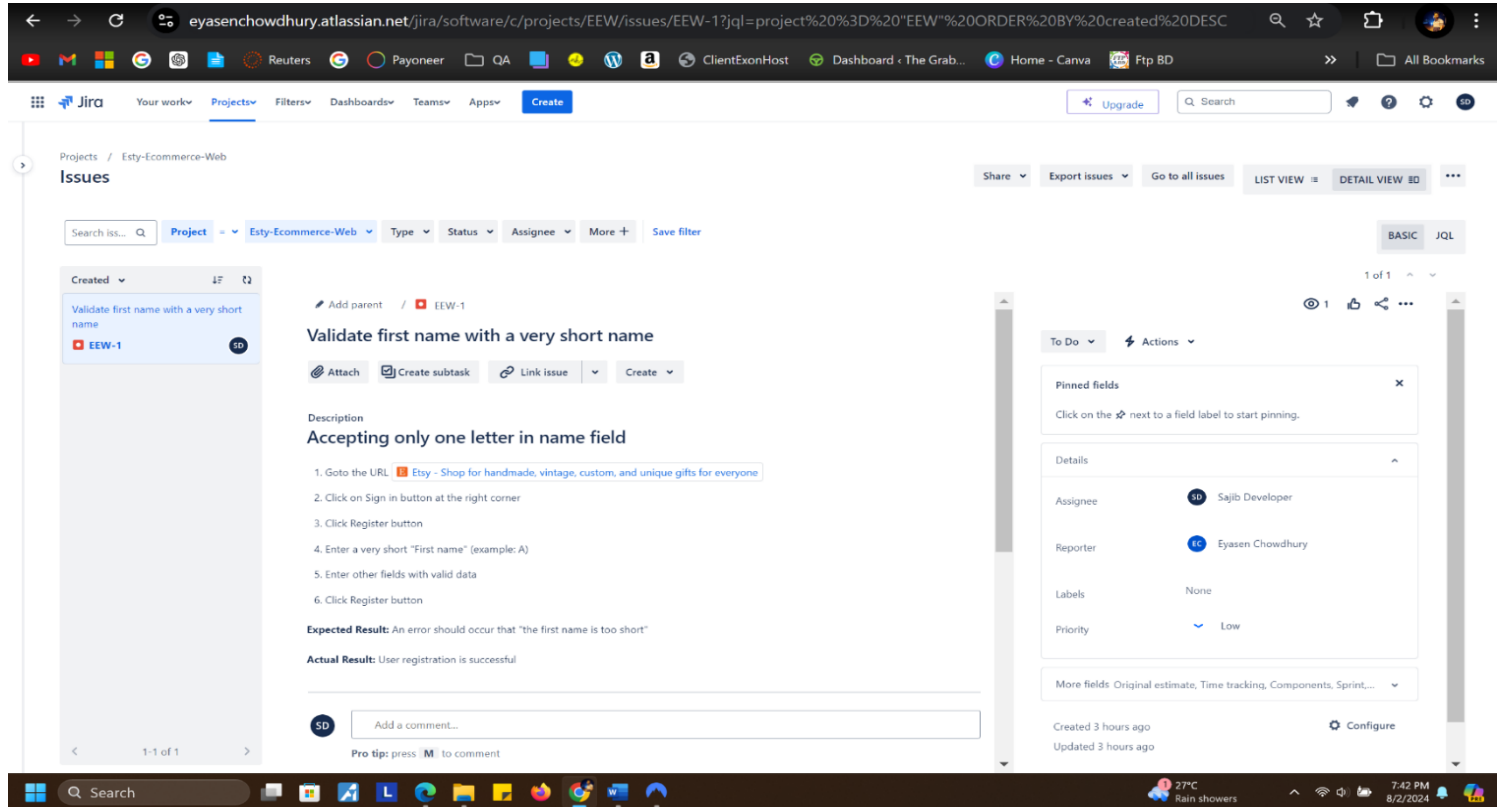 eyasenchowdhury.atlassian.net/jira/software/c/projects/EEW/issues/EEW-1?jql=project%20%3D%20"EEW"%20ORDER%20BY%20created%20DESC
Reuters Payoneer QA ClientExonHost Dashboard ‹ The Grab... Home - Canva Ftp BD » All Bookmarks
Jira Your work Projects Filters Dashboards Teams Apps Create Upgrade Search SD
Projects / Esty-Ecommerce-Web
Issues
Share Export issues Go to all issues LIST VIEW DETAIL VIEW
Search iss... Project = Esty-Ecommerce-Web Type Status Assignee More + Save filter BASIC JQL
Created
1 of 1
Validate first name with a very short
name
EEW-1 SD
Add parent / EEW-1
1
Validate first name with a very short name
Attach Create subtask Link issue Create
Description
Accepting only one letter in name field
1. Goto the URL Etsy - Shop for handmade, vintage, custom, and unique gifts for everyone
2. Click on Sign in button at the right corner
3. Click Register button
4. Enter a very short "First name" (example: A)
5. Enter other fields with valid data
6. Click Register button
Expected Result: An error should occur that "the first name is too short"
Actual Result: User registration is successful
SD Add a comment...
Pro tip: press M to comment
1-1 of 1
To Do Actions
Pinned fields
Click on the next to a field label to start pinning.
Details
Assignee SD Sajib Developer
Reporter EC Eyasen Chowdhury
Labels None
Priority Low
More fields Original estimate, Time tracking, Components, Sprint,...
Created 3 hours ago Configure
Updated 3 hours ago
Search
1 27°C
Rain showers
7:42 PM
8/2/2024